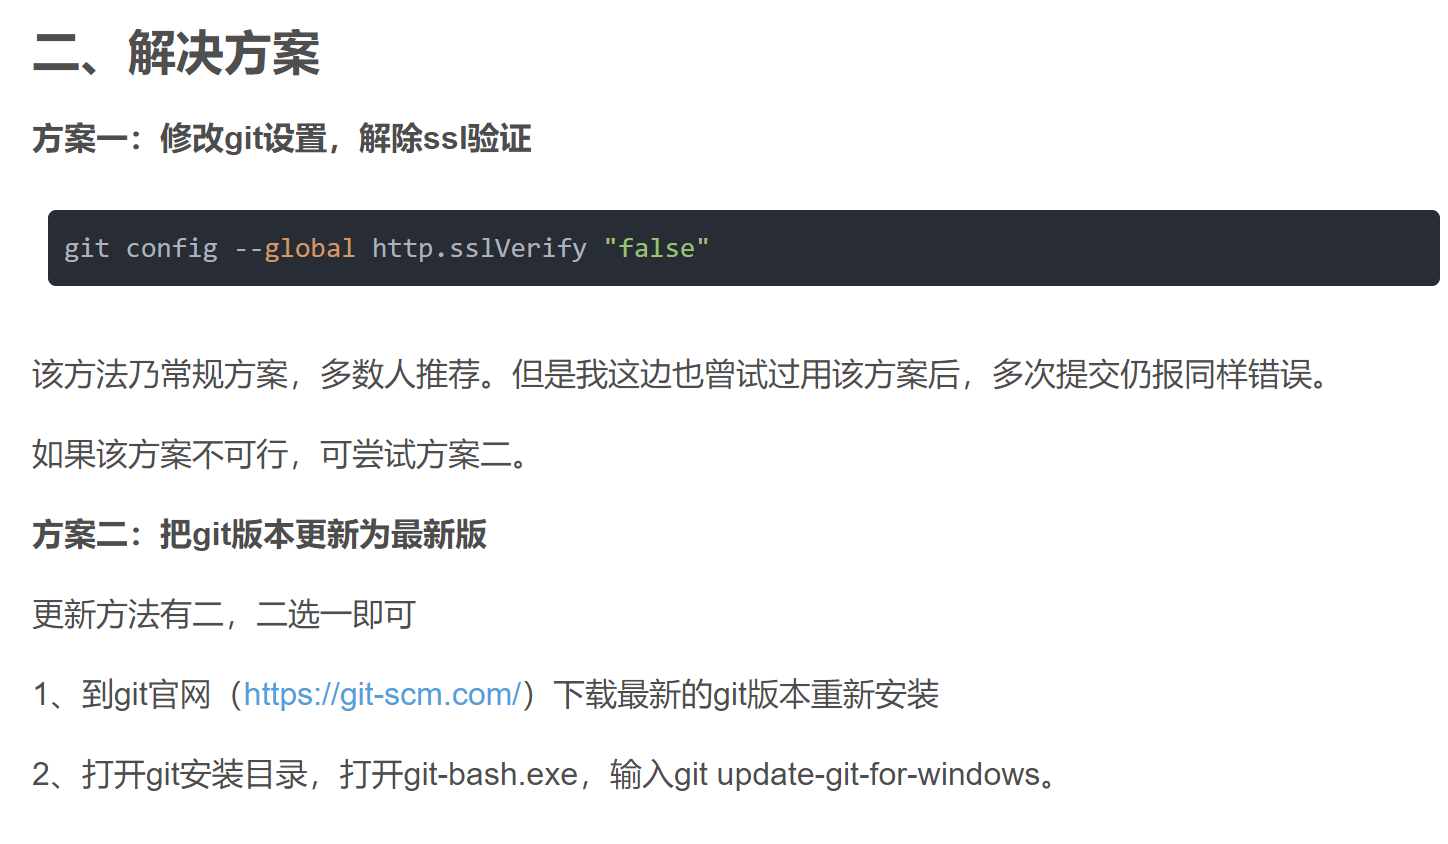 二、解决方案
方案一：修改git设置，解除ssl验证
git config --global http.sslVerify "false"
该方法乃常规方案，多数人推荐。但是我这边也曾试过用该方案后，多次提交仍报同样错误。
如果该方案不可行，可尝试方案二。
方案二：把git版本更新为最新版
更新方法有二，二选一即可
1、到git官网（https://git-scm.com/）下载最新的git版本重新安装
2、打开git安装目录，打开git-bash.exe，输入git update-git-for-windows。